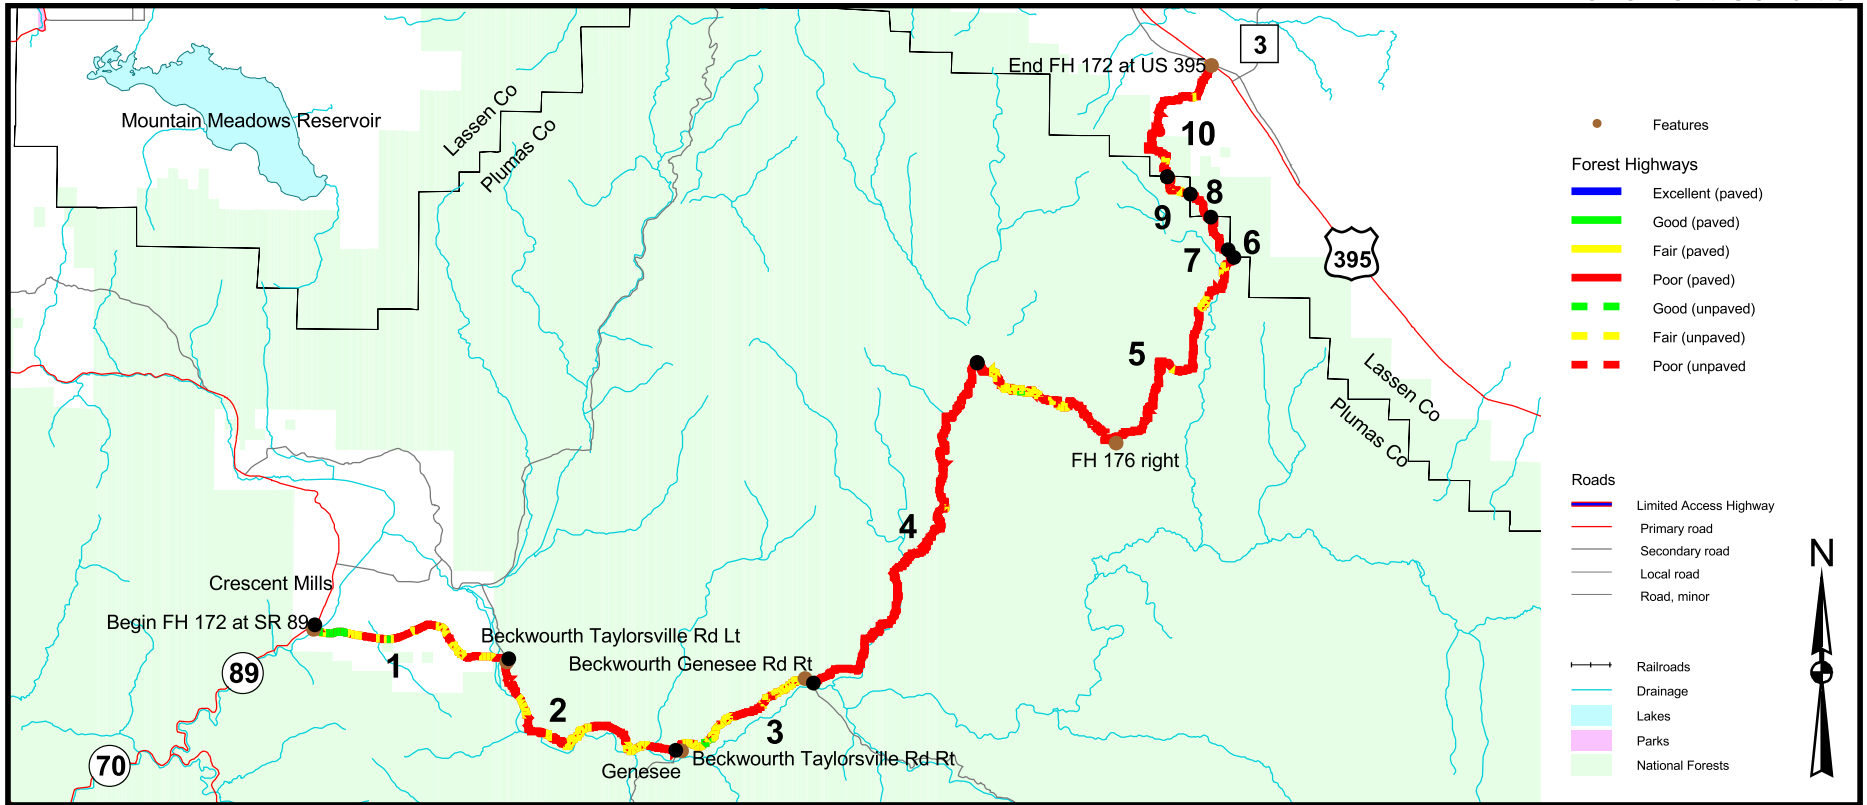 3
End FH 172 at US 395
Mountain Meadows Reservoir
Lassen Co
Plumas Co
10
8
9
6
7
395
5
Lassen Co
Plumas Co
FH 176 right
4
Crescent Mills
Begin FH 172 at SR 89
Beckwourth Taylorsville Rd Lt
Beckwourth Genesee Rd Rt
1
89
2
3
Beckwourth Taylorsville Rd Rt
Genesee
70
Features
Forest Highways
Excellent (paved)
Good (paved)
Fair (paved)
Poor (paved)
Good (unpaved)
Fair (unpaved)
Poor (unpaved
Roads
Limited Access Highway
Primary road
Secondary road
Local road
Road, minor
Railroads
Drainage
Lakes
Parks
National Forests
N